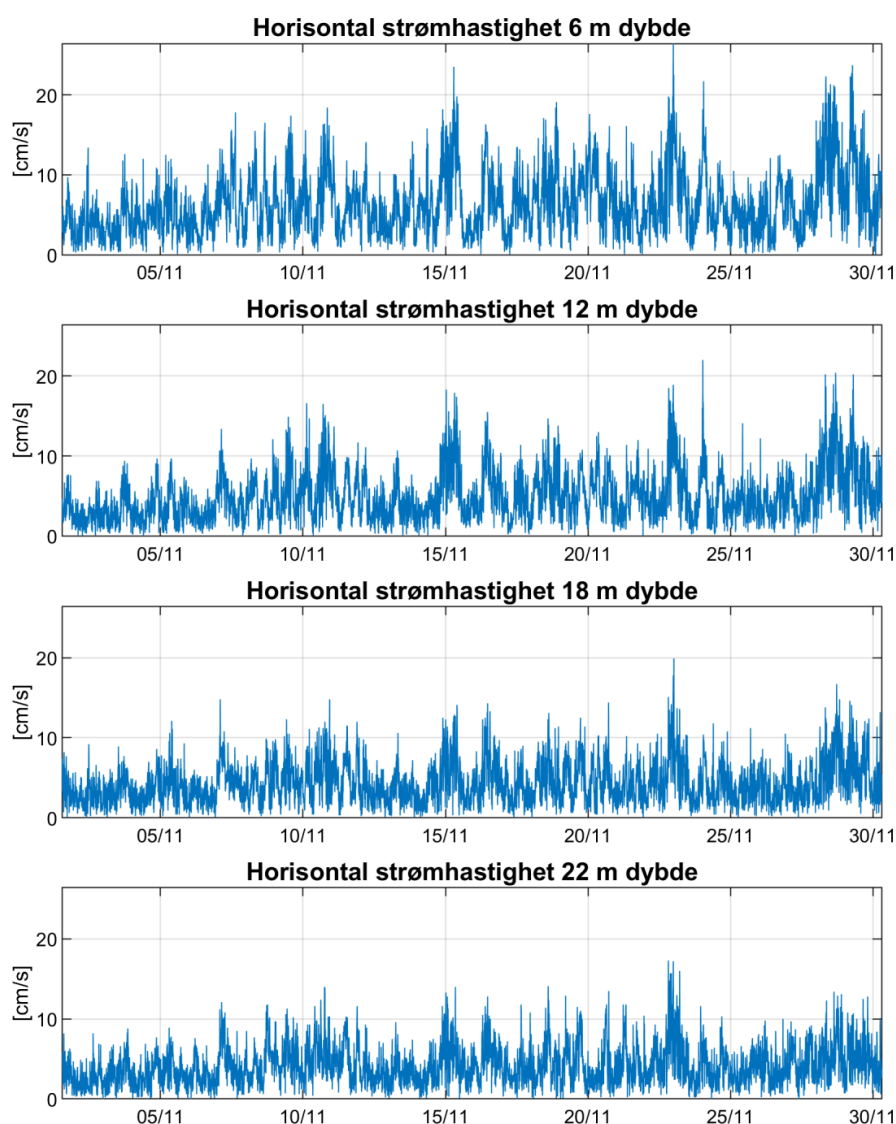 Horisontal strømhastighet 6 m dybde
[cm/s]
20
10
0
05/11 10/11 15/11 20/11 25/11 30/11
Horisontal strømhastighet 12 m dybde
[cm/s]
20
10
0
05/11 10/11 15/11 20/11 25/11 30/11
Horisontal strømhastighet 18 m dybde
[cm/s]
20
10
0
05/11 10/11 15/11 20/11 25/11 30/11
Horisontal strømhastighet 22 m dybde
[cm/s]
20
10
0
05/11 10/11 15/11 20/11 25/11 30/11